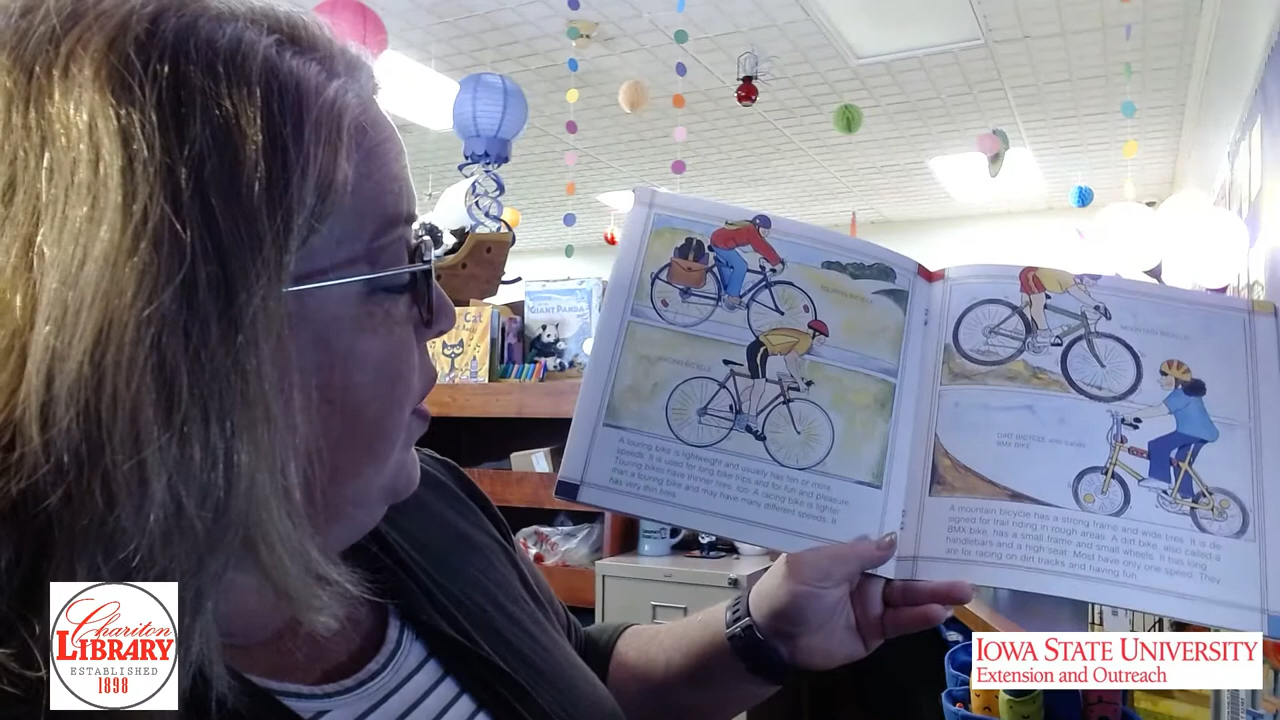 Cat
GIANT PANDA
TOURING BICYCLE
RACING BICYCLE
A touring bike is lightweight and usually has ten or more
speeds. It is used for long bike trips and for fun and pleasure.
Touring bikes have thinner tires, too. A racing bike is lighter
than a touring bike and may have many different speeds. It
has very thin tires.
MOUNTAIN BICYCLE
DIRT BICYCLE
BMX BIKE
A mountain bicycle has a strong frame and wide tires. It is de-
signed for trail riding in rough areas. A dirt bike, also called a
BMX bike, has a small frame and small wheels. It has long
handlebars and a high seat. Most have only one speed. They
are for racing on dirt tracks and having fun.
Chariton
LIBRARY
ESTABLISHED
1898
IOWA STATE UNIVERSITY
Extension and Outreach